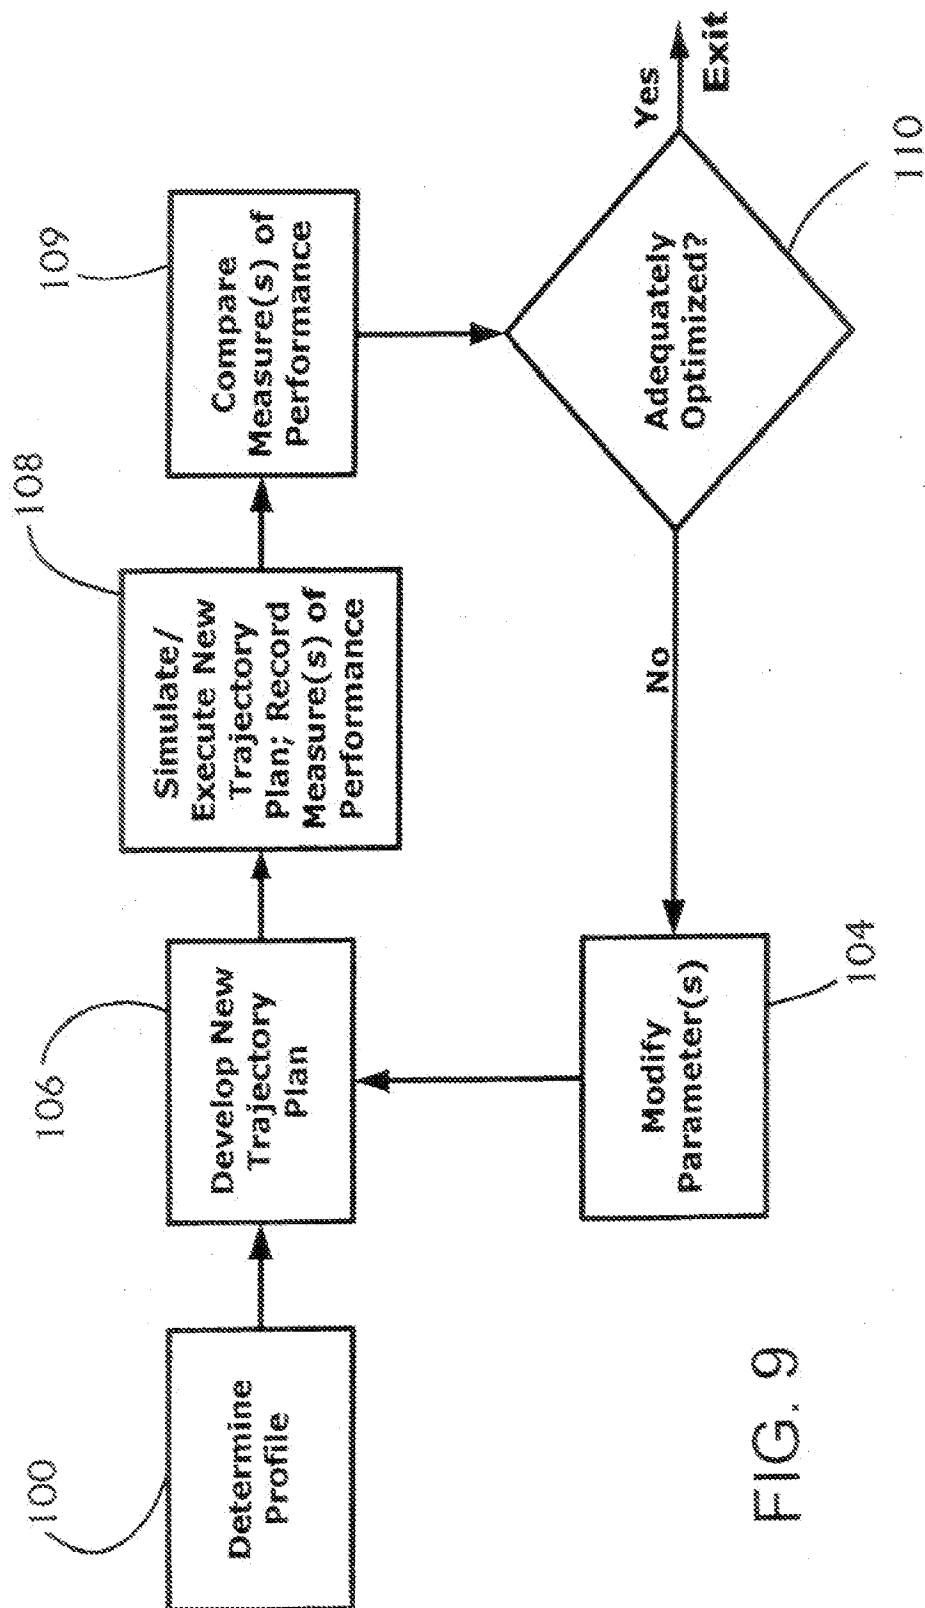 100
Determine
Profile
106
Develop New
Trajectory
Plan
108
Simulate/
Execute New
Trajectory
Plan; Record
Measure(s) of
Performance
109
Compare
Measure(s) of
Performance
Adequately
Optimized?
110
Yes
Exit
No
Modify
Parameter(s)
104
FIG. 9